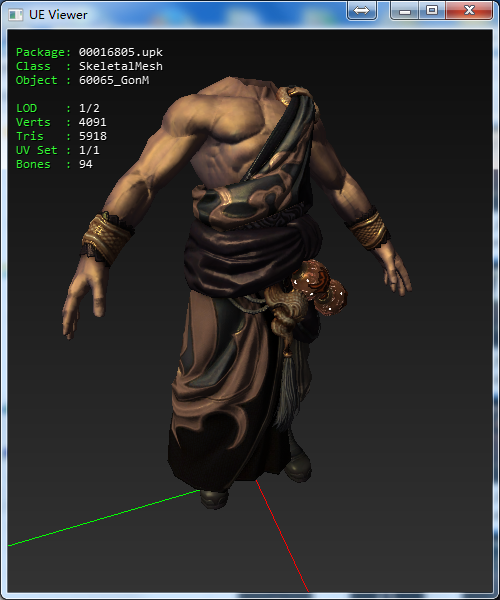 UE Viewer
Package: 00016805.upk
Class : SkeletalMesh
Object : 60065_GonM
LOD : 1/2
Verts : 4091
Tris : 5918
UV Set : 1/1
Bones : 94